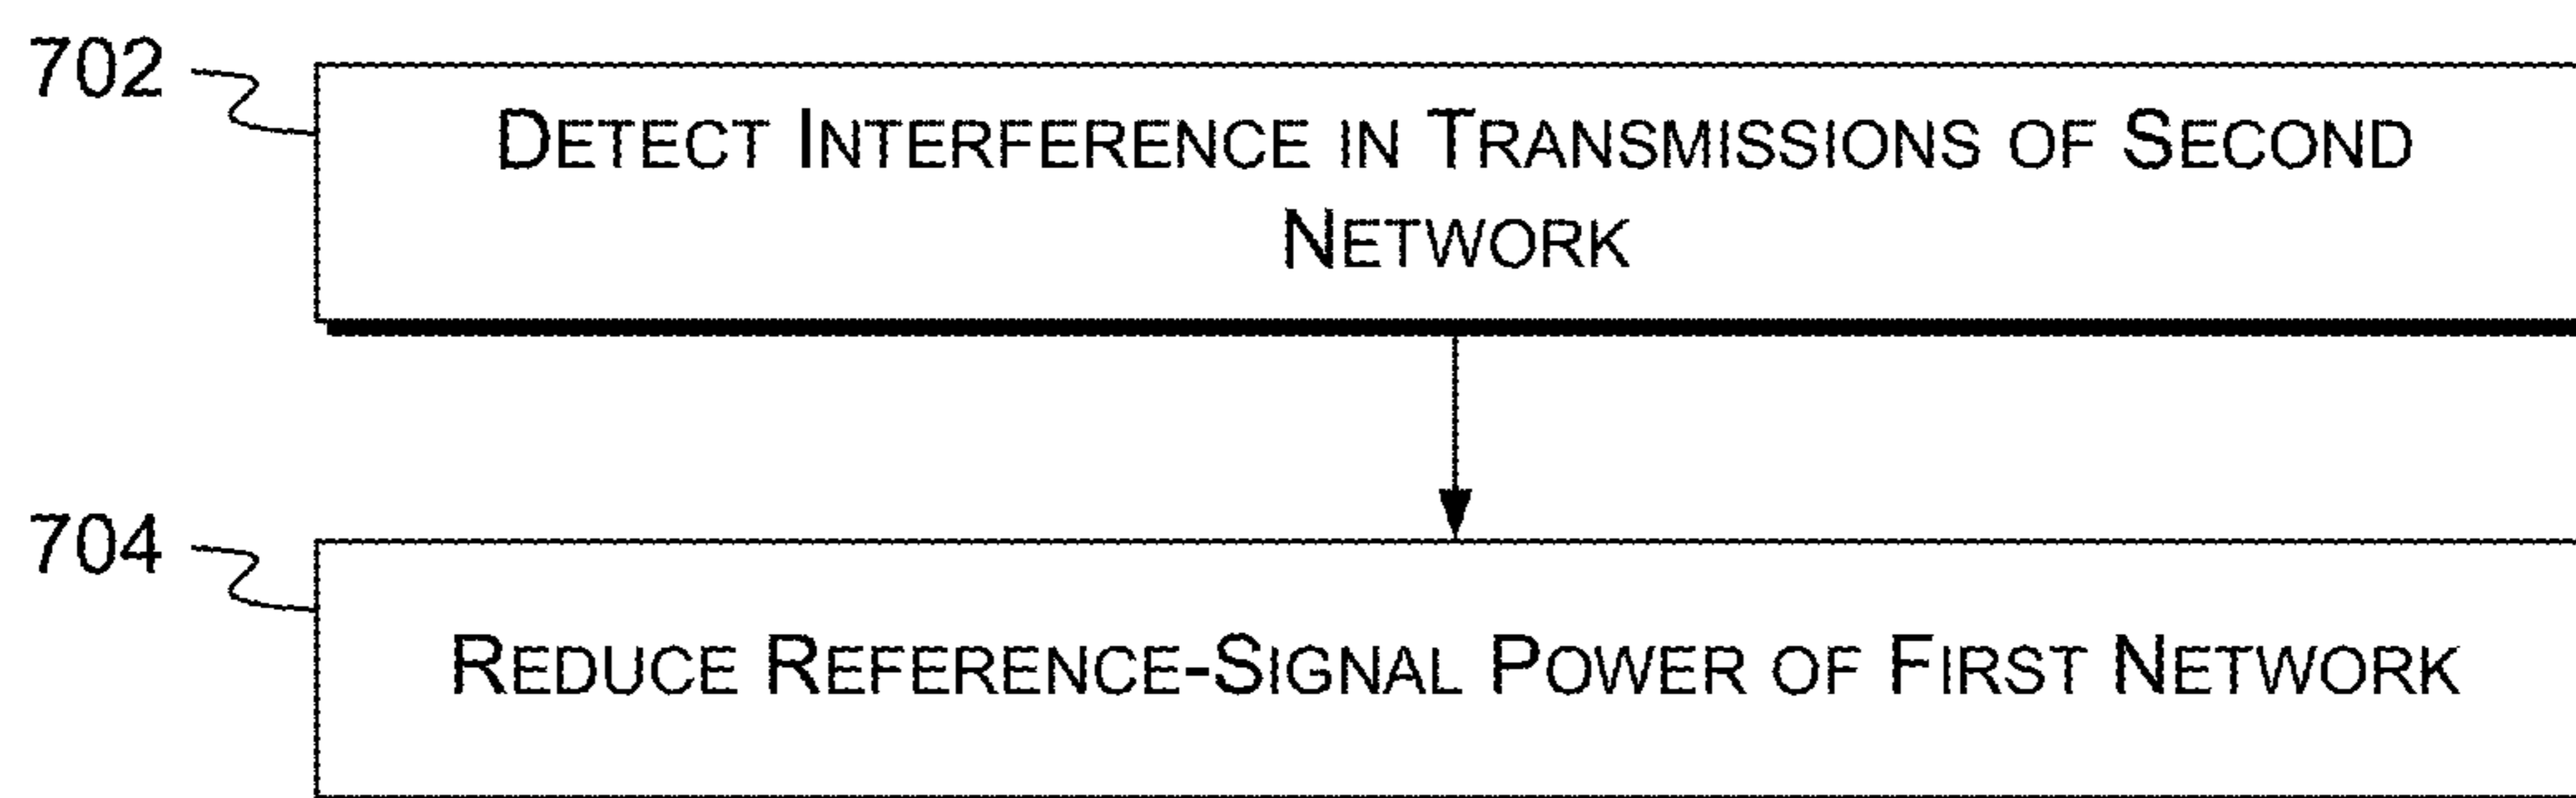 702
DETECT INTERFERENCE IN TRANSMISSIONS OF SECOND
NETWORK
704
REDUCE REFERENCE-SIGNAL POWER OF FIRST NETWORK